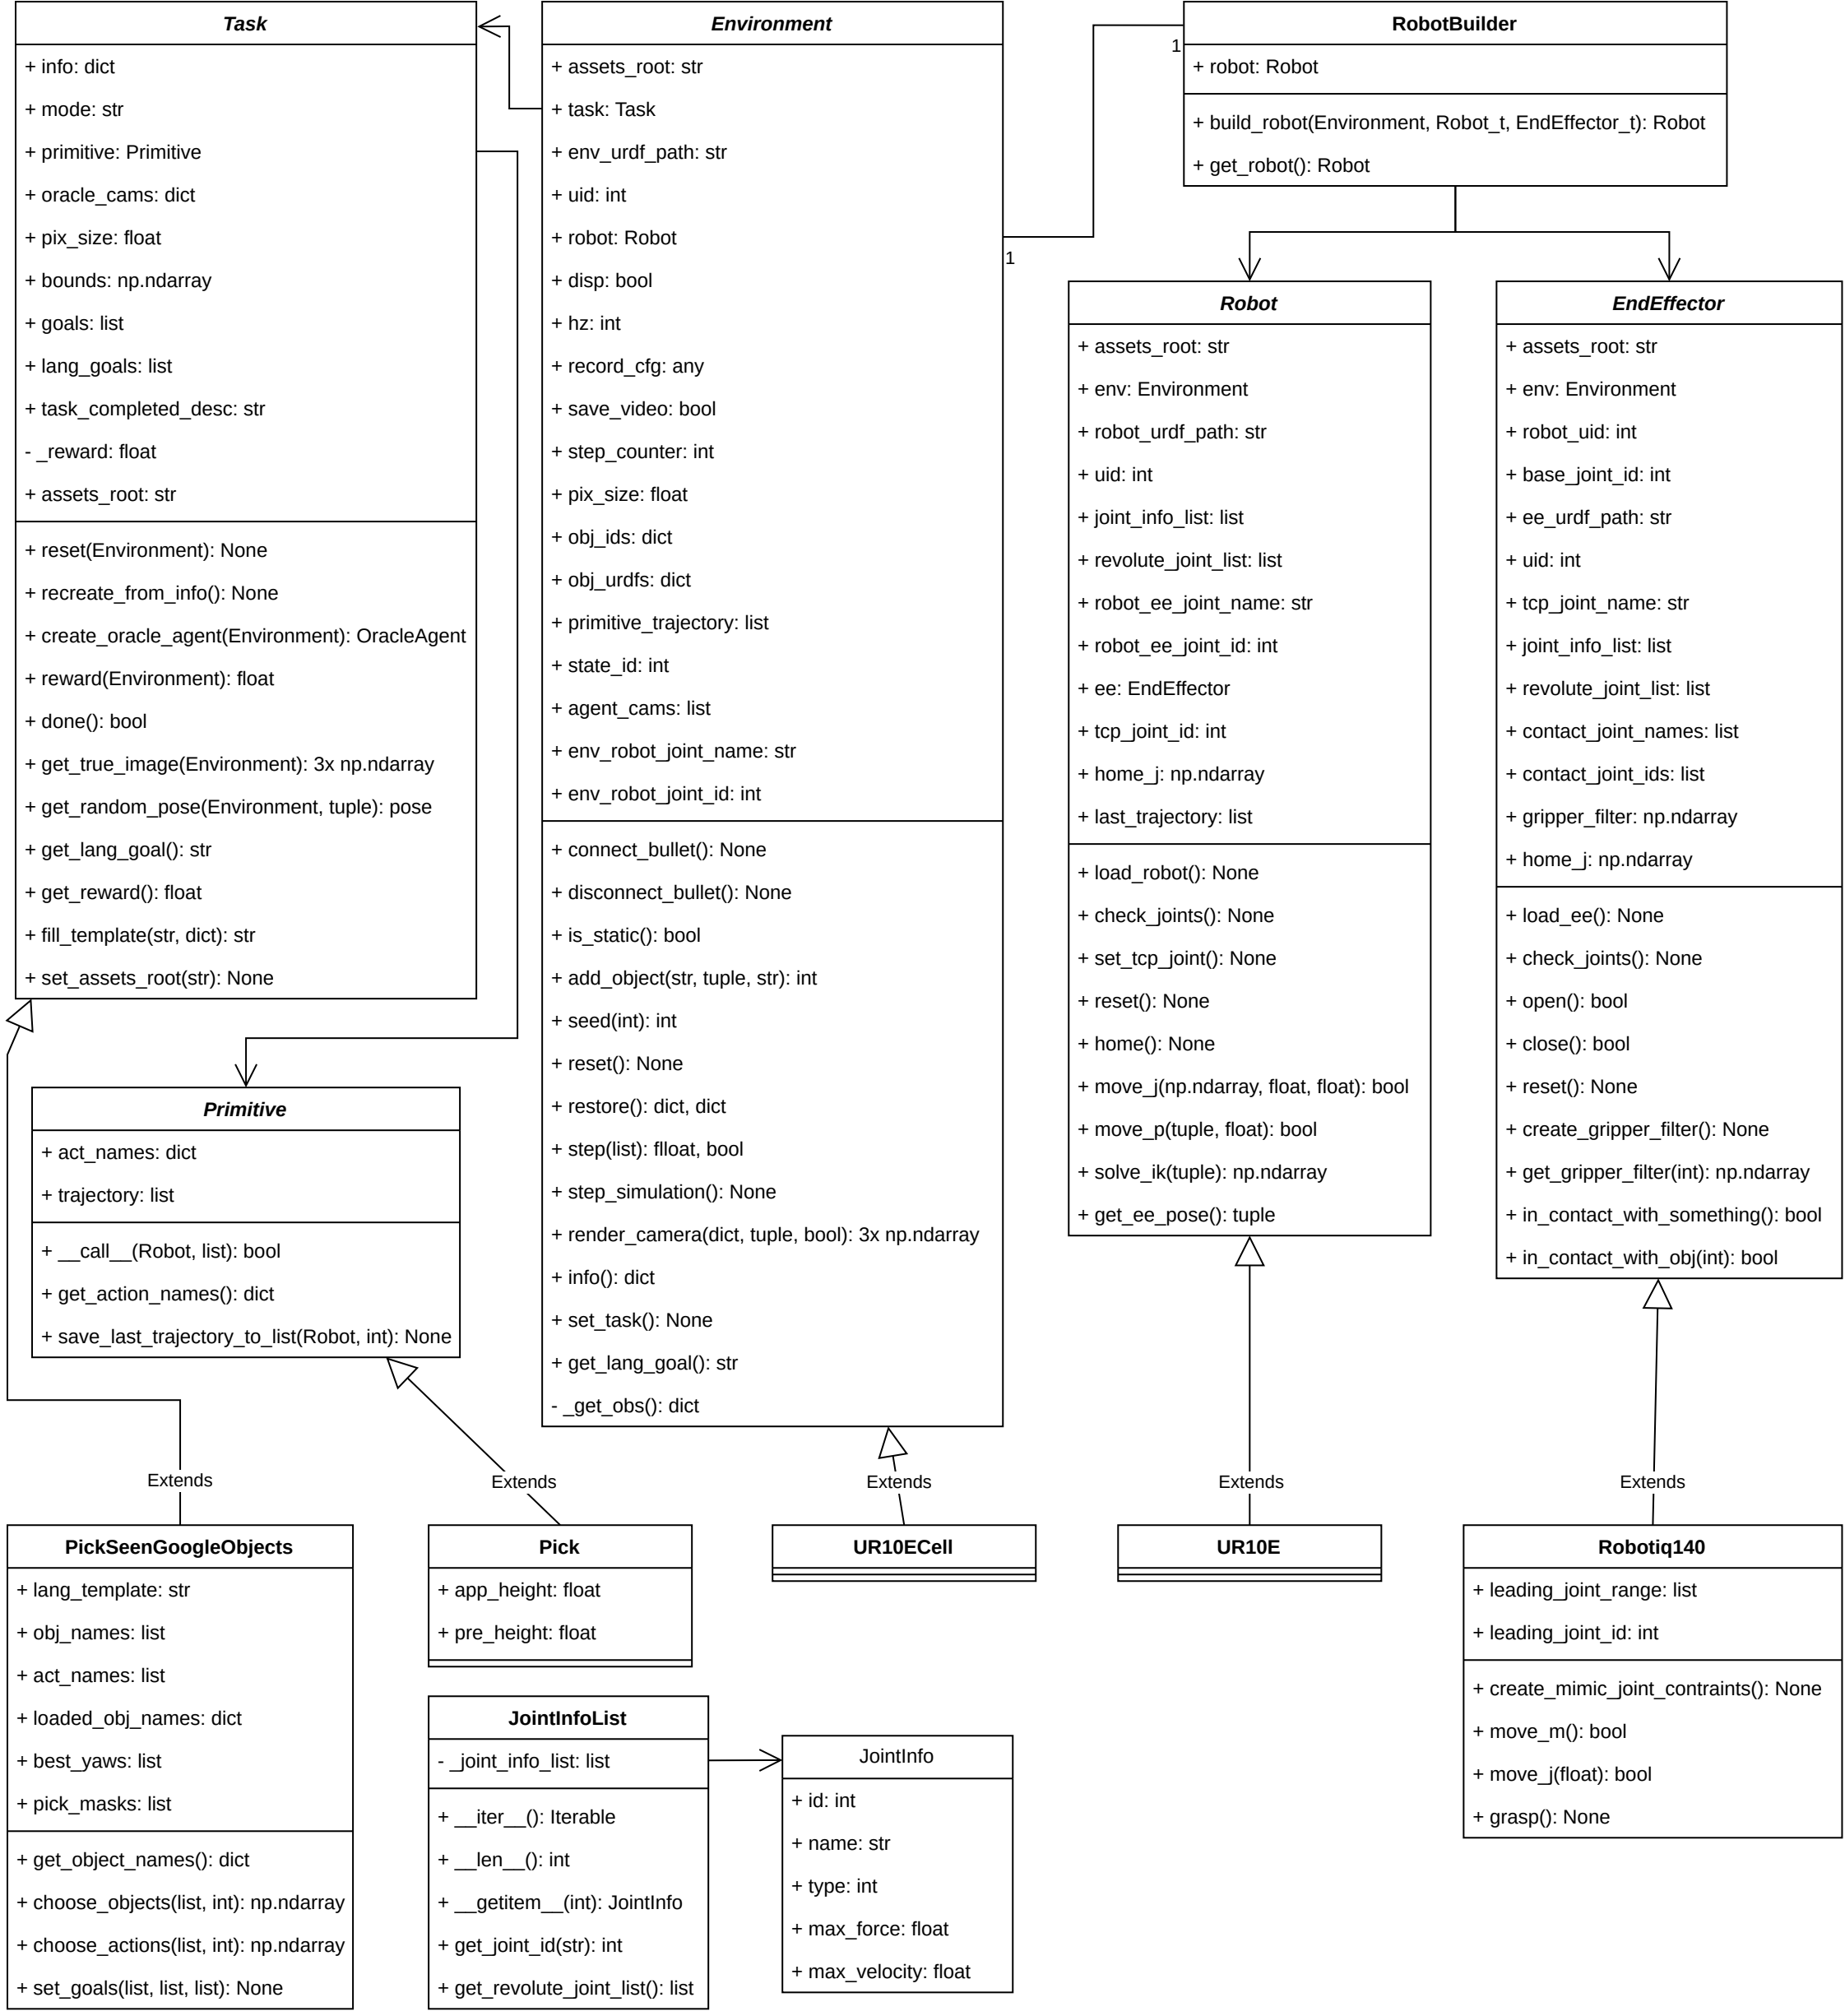 Task
+ info: dict
+ mode: str
+ primitive: Primitive
+ oracle_cams: dict
+ pix_size: float
+ bounds: np.ndarray
+ goals: list
+ lang_goals: list
+ task_completed_desc: str
- _reward: float
+ assets_root: str
+ reset(Environment): None
+ recreate_from_info(): None
+ create_oracle_agent(Environment): OracleAgent
+ reward(Environment): float
+ done(): bool
+ get_true_image(Environment): 3x np.ndarray
+ get_random_pose(Environment, tuple): pose
+ get_lang_goal(): str
+ get_reward(): float
+ fill_template(str, dict): str
+ set_assets_root(str): None
Environment
+ assets_root: str
+ task: Task
+ env_urdf_path: str
+ uid: int
+ robot: Robot
+ disp: bool
+ hz: int
+ record_cfg: any
+ save_video: bool
+ step_counter: int
+ pix_size: float
+ obj_ids: dict
+ obj_urdfs: dict
+ primitive_trajectory: list
+ state_id: int
+ agent_cams: list
+ env_robot_joint_name: str
+ env_robot_joint_id: int
+ connect_bullet(): None
+ disconnect_bullet(): None
+ is_static(): bool
+ add_object(str, tuple, str): int
+ seed(int): int
+ reset(): None
+ restore(): dict, dict
+ step(list): flloat, bool
+ step_simulation(): None
+ render_camera(dict, tuple, bool): 3x np.ndarray
+ info(): dict
+ set_task(): None
+ get_lang_goal(): str
- _get_obs(): dict
1
1
RobotBuilder
+ robot: Robot
+ build_robot(Environment, Robot_t, EndEffector_t): Robot
+ get_robot(): Robot
Robot
+ assets_root: str
+ env: Environment
+ robot_urdf_path: str
+ uid: int
+ joint_info_list: list
+ revolute_joint_list: list
+ robot_ee_joint_name: str
+ robot_ee_joint_id: int
+ ee: EndEffector
+ tcp_joint_id: int
+ home_j: np.ndarray
+ last_trajectory: list
+ load_robot(): None
+ check_joints(): None
+ set_tcp_joint(): None
+ reset(): None
+ home(): None
+ move_j(np.ndarray, float, float): bool
+ move_p(tuple, float): bool
+ solve_ik(tuple): np.ndarray
+ get_ee_pose(): tuple
EndEffector
+ assets_root: str
+ env: Environment
+ robot_uid: int
+ base_joint_id: int
+ ee_urdf_path: str
+ uid: int
+ tcp_joint_name: str
+ joint_info_list: list
+ revolute_joint_list: list
+ contact_joint_names: list
+ contact_joint_ids: list
+ gripper_filter: np.ndarray
+ home_j: np.ndarray
+ load_ee(): None
+ check_joints(): None
+ open(): bool
+ close(): bool
+ reset(): None
+ create_gripper_filter(): None
+ get_gripper_filter(int): np.ndarray
+ in_contact_with_something(): bool
+ in_contact_with_obj(int): bool
Primitive
+ act_names: dict
+ trajectory: list
+ __call__(Robot, list): bool
+ get_action_names(): dict
+ save_last_trajectory_to_list(Robot, int): None
Extends
Extends
Extends
Extends
Extends
PickSeenGoogleObjects
+ lang_template: str
+ obj_names: list
+ act_names: list
+ loaded_obj_names: dict
+ best_yaws: list
+ pick_masks: list
+ get_object_names(): dict
+ choose_objects(list, int): np.ndarray
+ choose_actions(list, int): np.ndarray
+ set_goals(list, list, list): None
Pick
+ app_height: float
+ pre_height: float
UR10ECell
UR10E
Robotiq140
+ leading_joint_range: list
+ leading_joint_id: int
+ create_mimic_joint_contraints(): None
+ move_m(): bool
+ move_j(float): bool
+ grasp(): None
JointInfoList
- _joint_info_list: list
+ __iter__(): Iterable
+ __len__(): int
+ __getitem__(int): JointInfo
+ get_joint_id(str): int
+ get_revolute_joint_list(): list
JointInfo
+ id: int
+ name: str
+ type: int
+ max_force: float
+ max_velocity: float